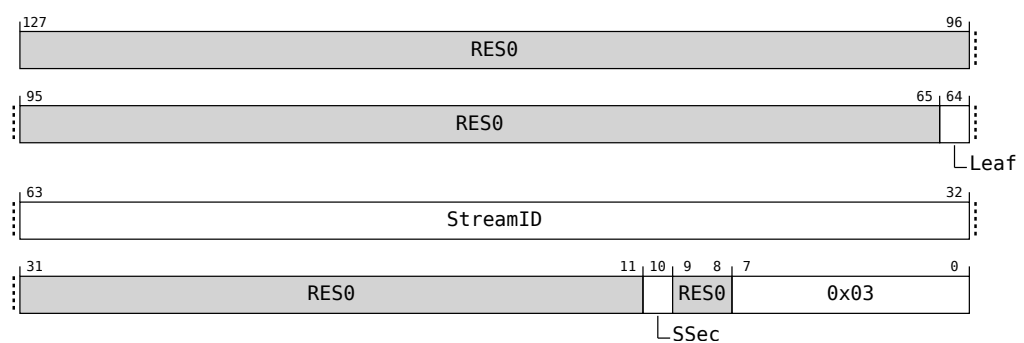 127 96
RES0
95 65 64
RES0
Leaf
63 32
StreamID
31 11 10 9 8 7 0
RES0 RES0 0x03
SSec